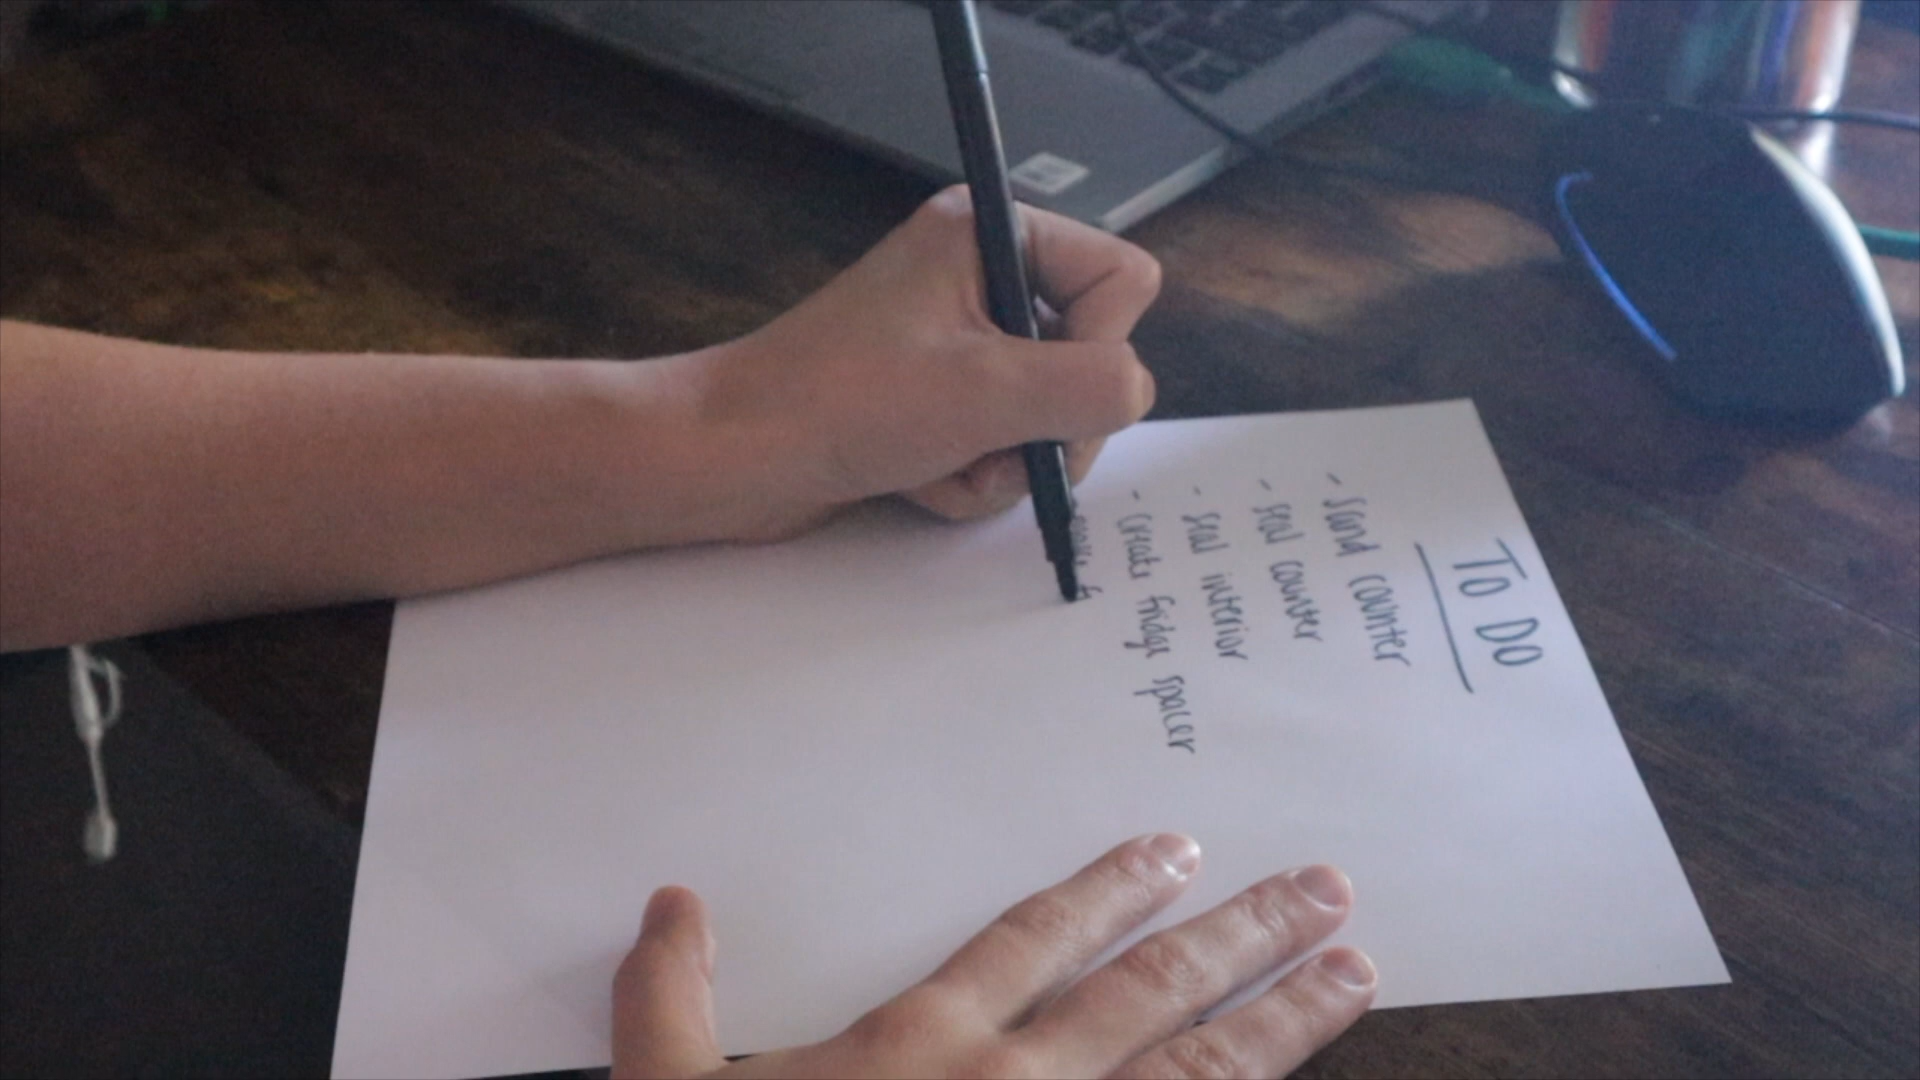 TO DO
- sand counter
- seal counter
- seal interior
- create fridge spacer